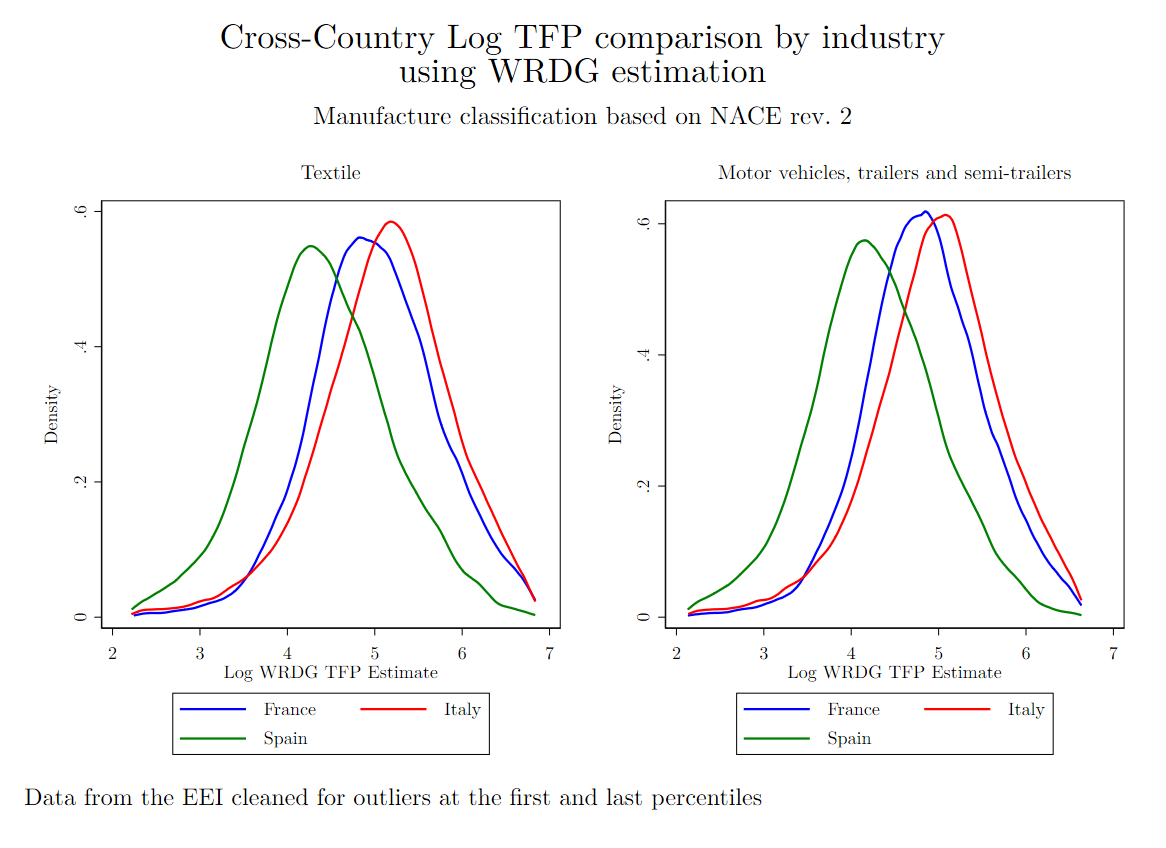 Cross-Country Log TFP comparison by industry
using WRDG estimation
Manufacture classification based on NACE rev. 2
Textile
.6
.4
.2
0
Density
2 3 4 5 6 7
Log WRDG TFP Estimate
France Italy
Spain
Motor vehicles, trailers and semi-trailers
.6
.4
.2
0
Density
2 3 4 5 6 7
Log WRDG TFP Estimate
France Italy
Spain
Data from the EEI cleaned for outliers at the first and last percentiles